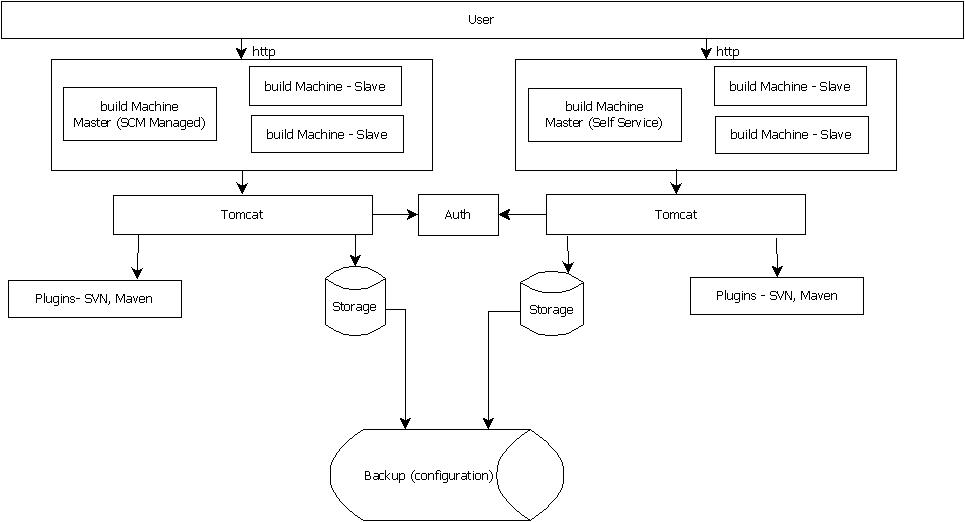 User
http
http
build Machine - Slave
build Machine
Master (SCM Managed)
build Machine - Slave
build Machine - Slave
build Machine
Master (Self Service)
build Machine - Slave
Tomcat
Auth
Tomcat
Plugins- SVN, Maven
Storage
Storage
Plugins - SVN, Maven
Backup (configuration)